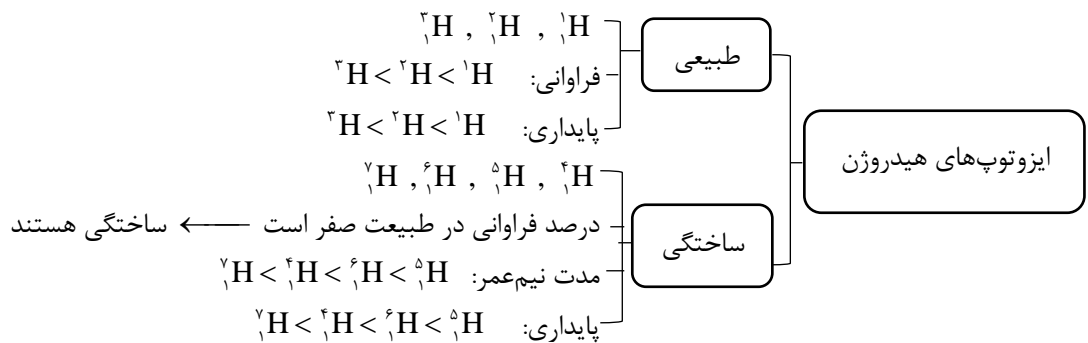 ایزوتوپ‌های هیدروژن
طبیعی
¹₁H , ²₁H , ³₁H
فراوانی: ³H < ²H < ¹H
پایداری: ³H < ²H < ¹H
ساختگی
⁴₁H , ⁵₁H , ⁶₁H , ⁷₁H
درصد فراوانی در طبیعت صفر است ← ساختگی هستند
مدت نیم‌عمر: ⁷₁H < ⁴₁H < ⁶₁H < ⁵₁H
پایداری: ⁷₁H < ⁴₁H < ⁶₁H < ⁵₁H